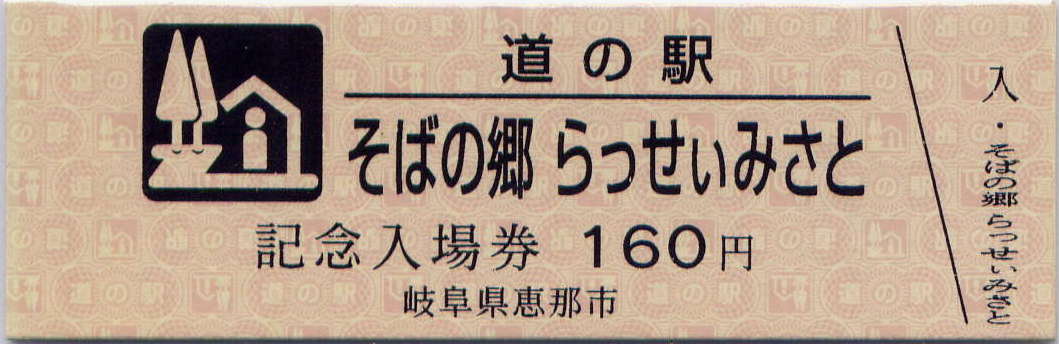 道の駅
そばの郷 らっせぃみさと
記念入場券 160円
岐阜県恵那市
入・そばの郷らっせぃみさと